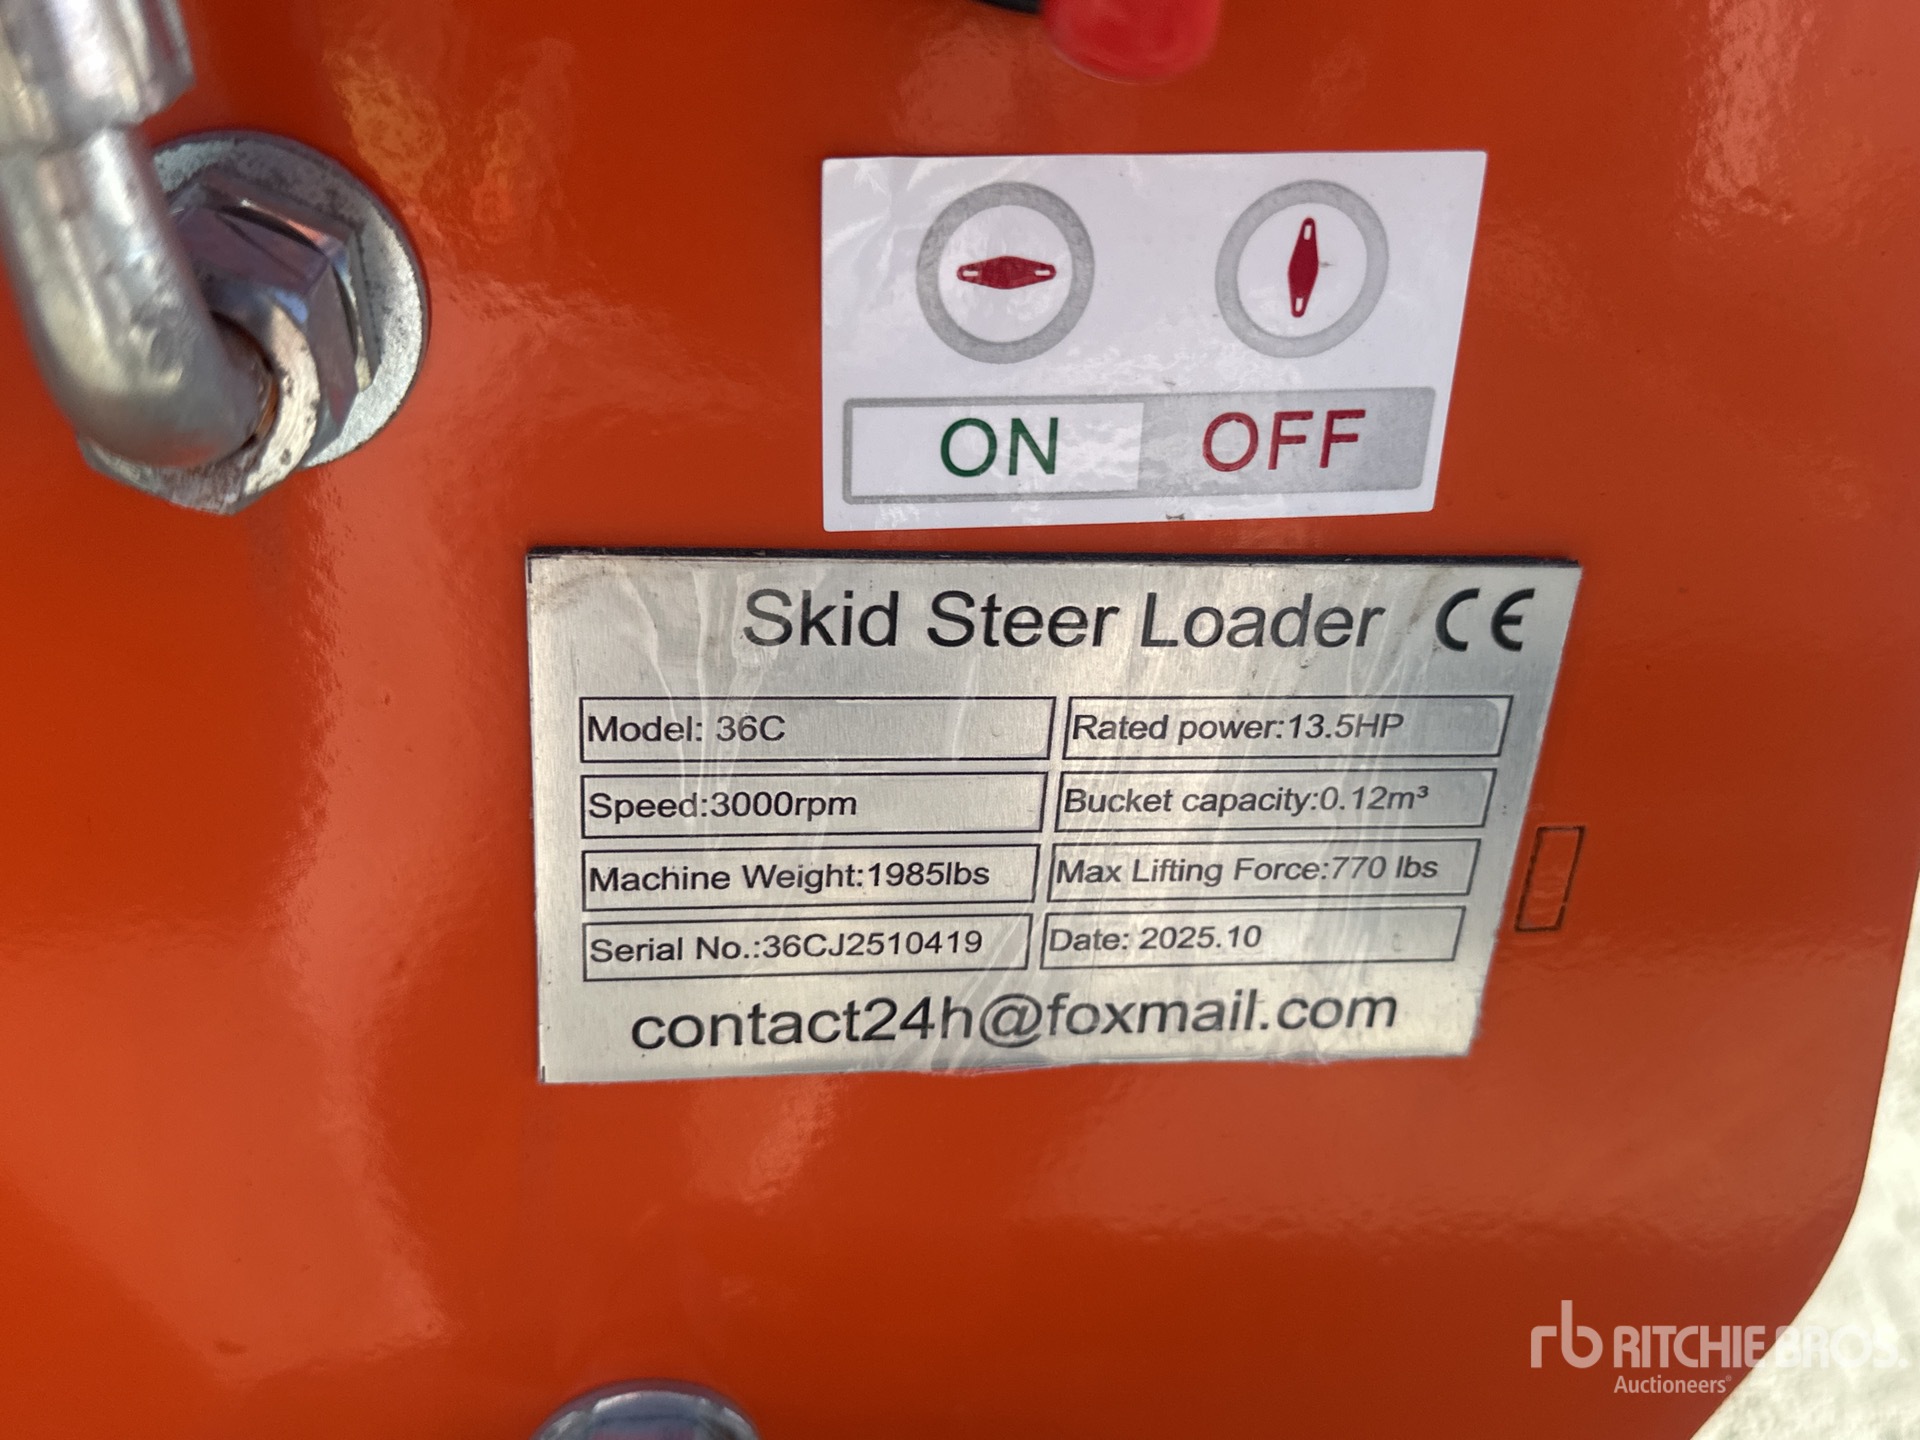 ON OFF
Skid Steer Loader CE
Model: 36C Rated power:13.5HP
Speed:3000rpm Bucket capacity:0.12m³
Machine Weight:1985lbs Max Lifting Force:770 lbs
Serial No.:36CJ2510419 Date: 2025.10
contact24h@foxmail.com
rb RITCHIE BROS.
Auctioneers®